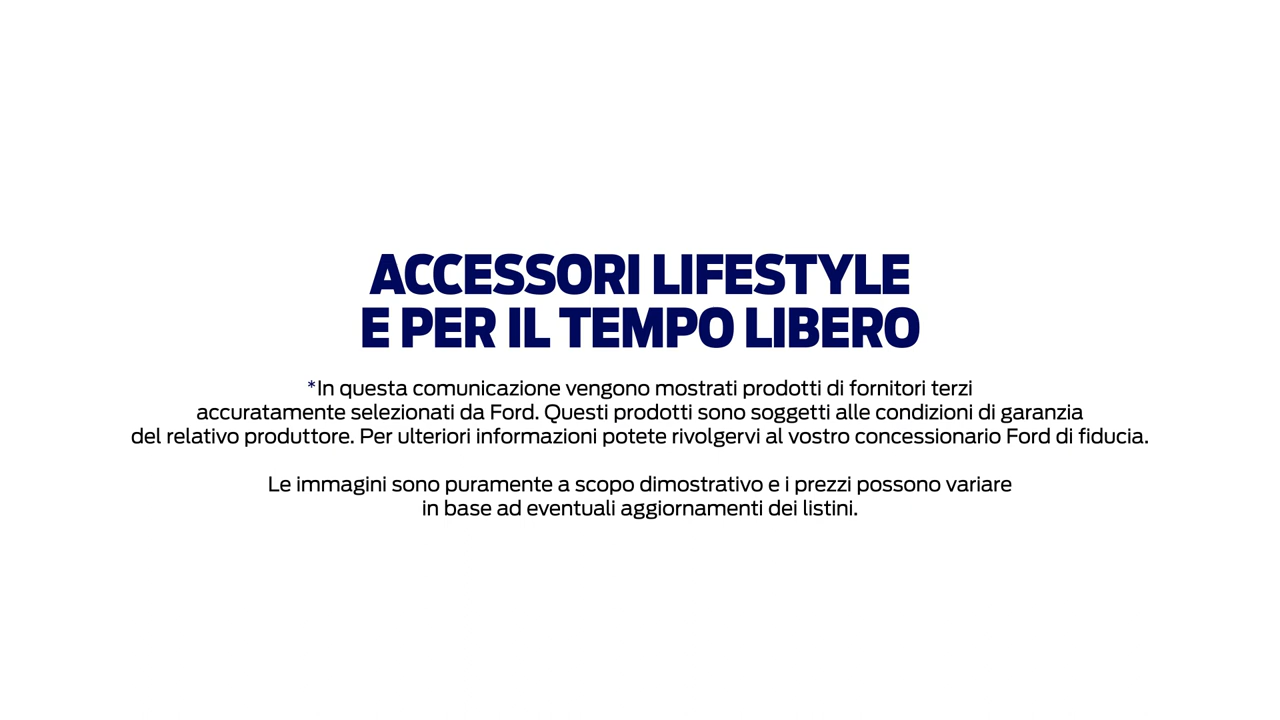 ACCESSORI LIFESTYLE
E PER IL TEMPO LIBERO
*In questa comunicazione vengono mostrati prodotti di fornitori terzi
accuratamente selezionati da Ford. Questi prodotti sono soggetti alle condizioni di garanzia
del relativo produttore. Per ulteriori informazioni potete rivolgervi al vostro concessionario Ford di fiducia.
Le immagini sono puramente a scopo dimostrativo e i prezzi possono variare
in base ad eventuali aggiornamenti dei listini.